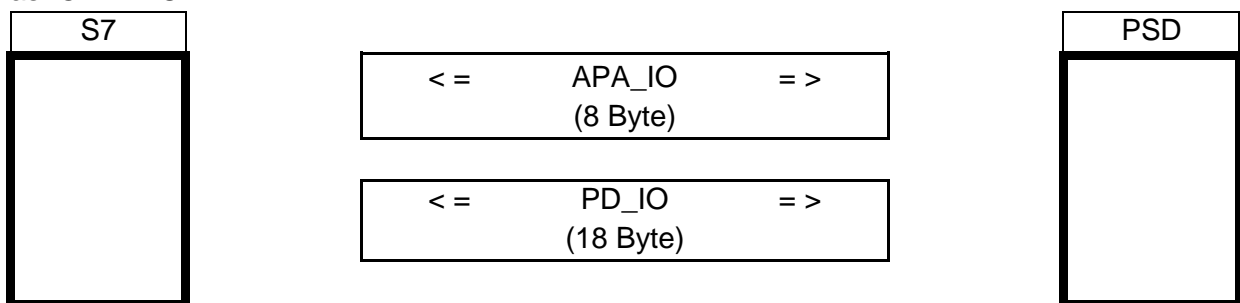 S7
PSD
< = APA_IO = >
(8 Byte)
< = PD_IO = >
(18 Byte)